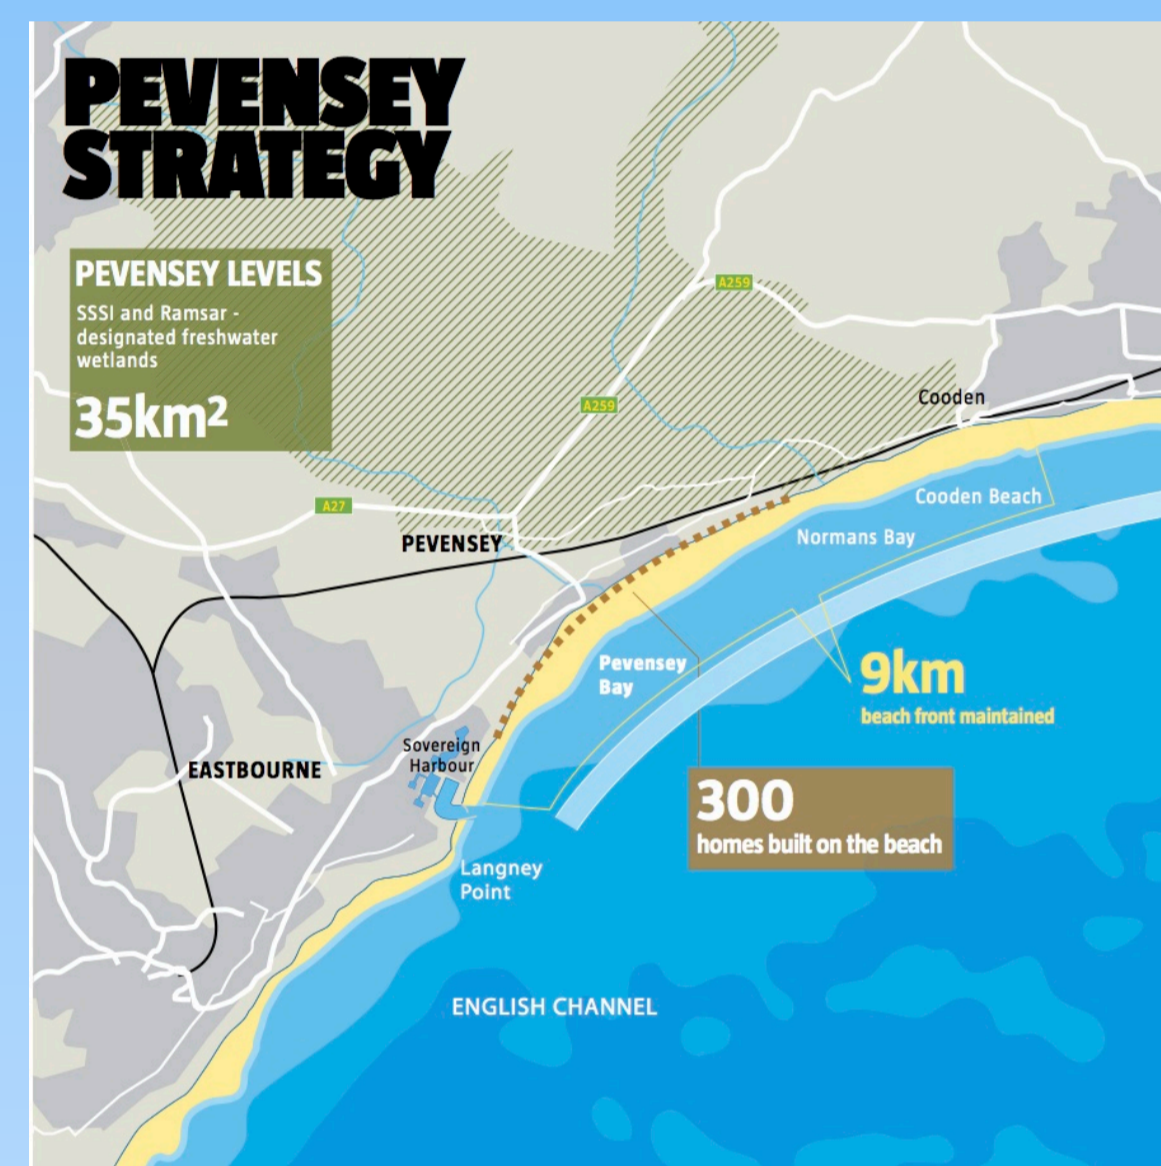 PEVENSEY
STRATEGY
PEVENSEY LEVELS
SSSI and Ramsar -
designated freshwater
wetlands
35km²
A259
A259
Cooden
A27
PEVENSEY
Cooden Beach
Normans Bay
Pevensey
Bay
9km
beach front maintained
Sovereign
Harbour
EASTBOURNE
300
homes built on the beach
Langney
Point
ENGLISH CHANNEL